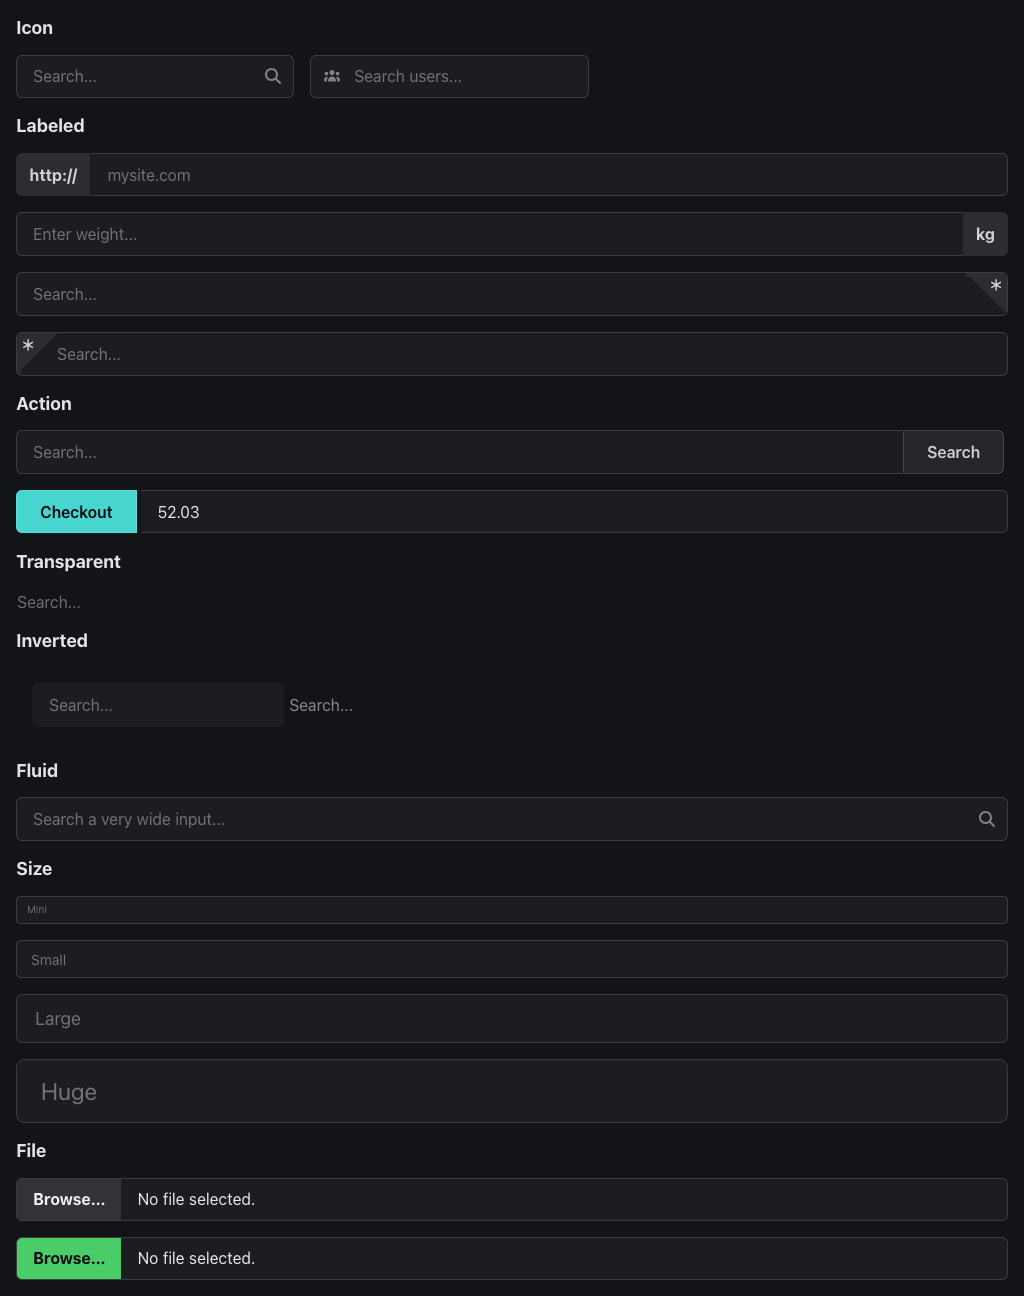 Icon
Search...
Search users...
Labeled
http:// mysite.com
Enter weight... kg
Search... *
* Search...
Action
Search... Search
Checkout 52.03
Transparent
Search...
Inverted
Search... Search...
Fluid
Search a very wide input...
Size
Mini
Small
Large
Huge
File
Browse... No file selected.
Browse... No file selected.